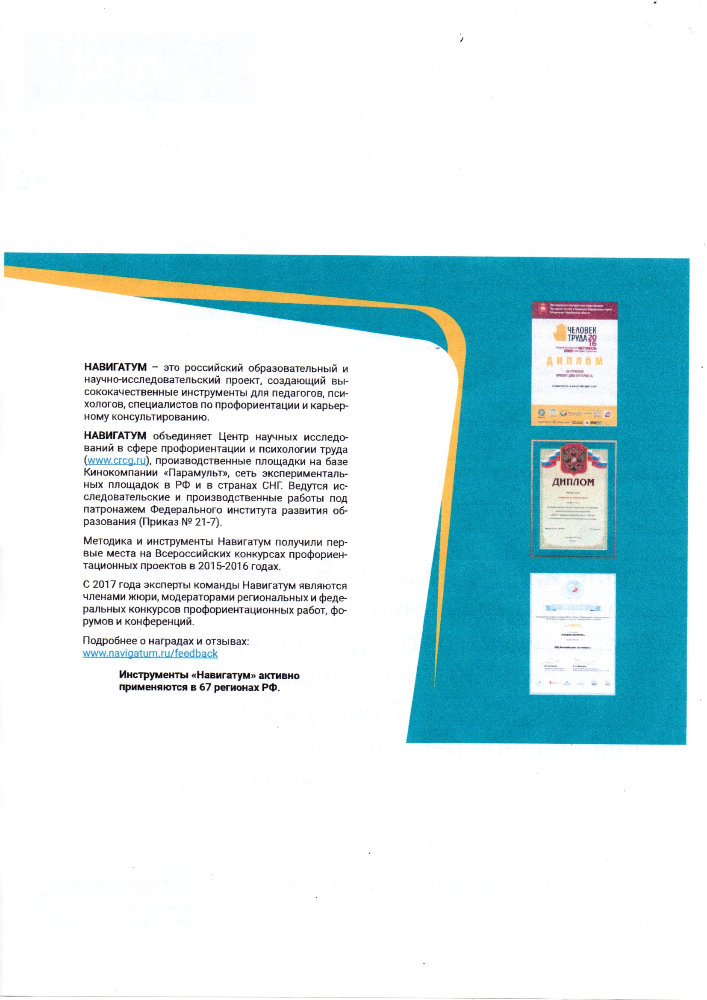 НАВИГАТУМ – это российский образовательный и
научно-исследовательский проект, создающий вы-
сококачественные инструменты для педагогов, пси-
хологов, специалистов по профориентации и карьер-
ному консультированию.
НАВИГАТУМ объединяет Центр научных исследо-
ваний в сфере профориентации и психологии труда
(www.crcg.ru), производственные площадки на базе
Кинокомпании «Парамульт», сеть эксперименталь-
ных площадок в РФ и в странах СНГ. Ведутся ис-
следовательские и производственные работы под
патронажем Федерального института развития об-
разования (Приказ № 21-7).
Методика и инструменты Навигатум получили пер-
вые места на Всероссийских конкурсах профориен-
тационных проектов в 2015-2016 годах.
С 2017 года эксперты команды Навигатум являются
членами жюри, модераторами региональных и феде-
ральных конкурсов профориентационных работ, фо-
румов и конференций.
Подробнее о наградах и отзывах:
www.navigatum.ru/feedback
Инструменты «Навигатум» активно
применяются в 67 регионах РФ.
ЧЕЛОВЕК
ТРУДА 20
16
ФЕСТИВАЛЬ
КИНО
ДИПЛОМ
ЗА ЛУЧШИЙ
ПРОЕКТ ДЛЯ ИНТЕРНЕТА
ДИПЛОМ
ДИПЛОМ